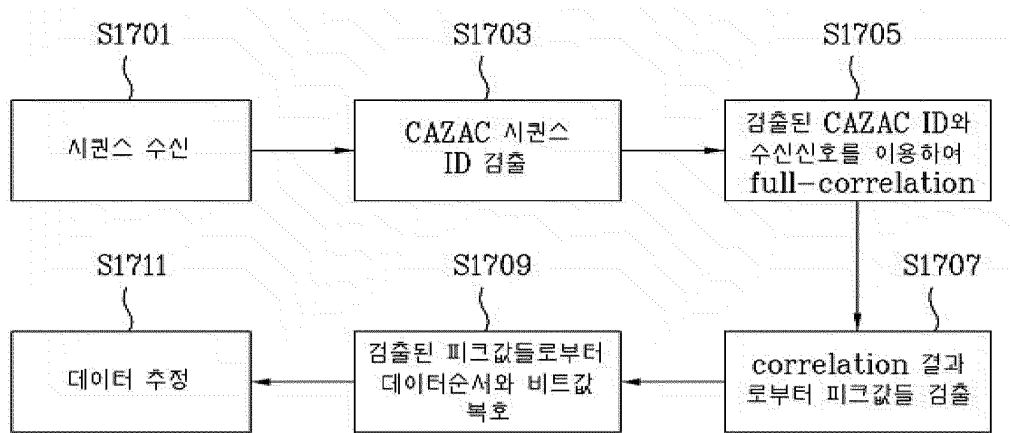 S1701
S1703
S1705
시퀀스 수신
CAZAC 시퀀스
ID 검출
검출된 CAZAC ID와
수신신호를 이용하여
full-correlation
S1711
S1709
S1707
데이터 추정
검출된 피크값들로부터
데이터순서와 비트값
복호
correlation 결과
로부터 피크값들 검출